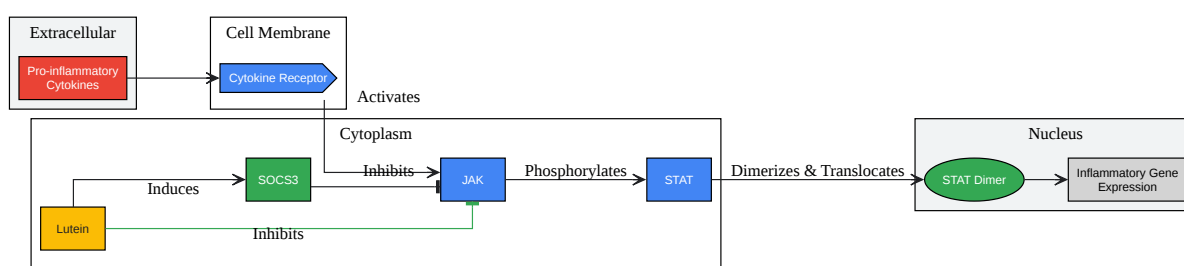 Extracellular
Cell Membrane
Pro-inflammatory
Cytokines
Cytokine Receptor
Activates
Cytoplasm
Nucleus
Inhibits
Phosphorylates
Dimerizes & Translocates
SOCS3
JAK
STAT
STAT Dimer
Inflammatory Gene
Expression
Induces
Lutein
Inhibits